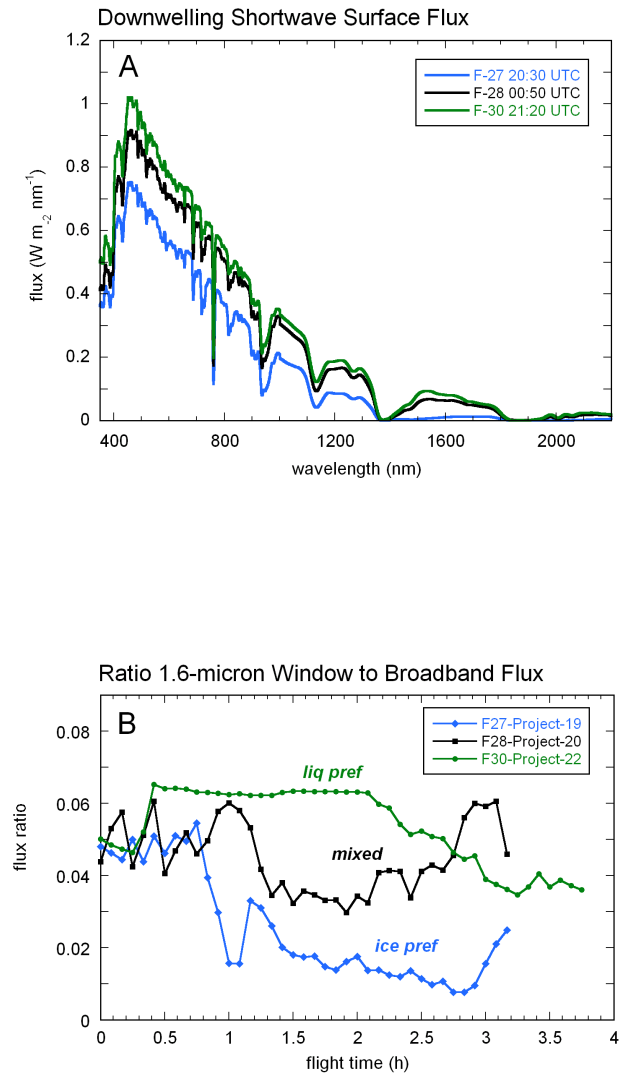 Downwelling Shortwave Surface Flux
1.2
1
0.8
0.6
0.4
0.2
0
flux (W m-2 nm-1)
A
F-27 20:30 UTC
F-28 00:50 UTC
F-30 21:20 UTC
400 800 1200 1600 2000
wavelength (nm)
Ratio 1.6-micron Window to Broadband Flux
0.08
0.06
0.04
0.02
0
flux ratio
B
F27-Project-19
F28-Project-20
F30-Project-22
liq pref
mixed
ice pref
0 0.5 1 1.5 2 2.5 3 3.5 4
flight time (h)